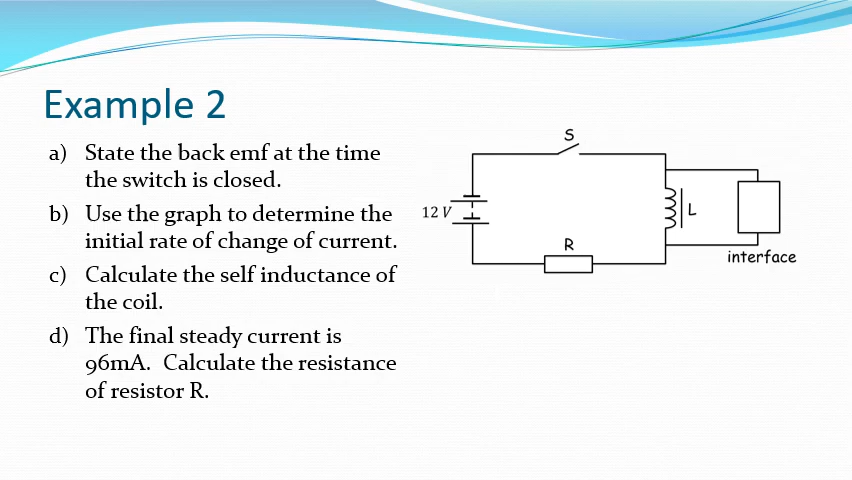 Example 2
a) State the back emf at the time
the switch is closed.
b) Use the graph to determine the
initial rate of change of current.
c) Calculate the self inductance of
the coil.
d) The final steady current is
96mA. Calculate the resistance
of resistor R.
S
12 V
L
R
interface